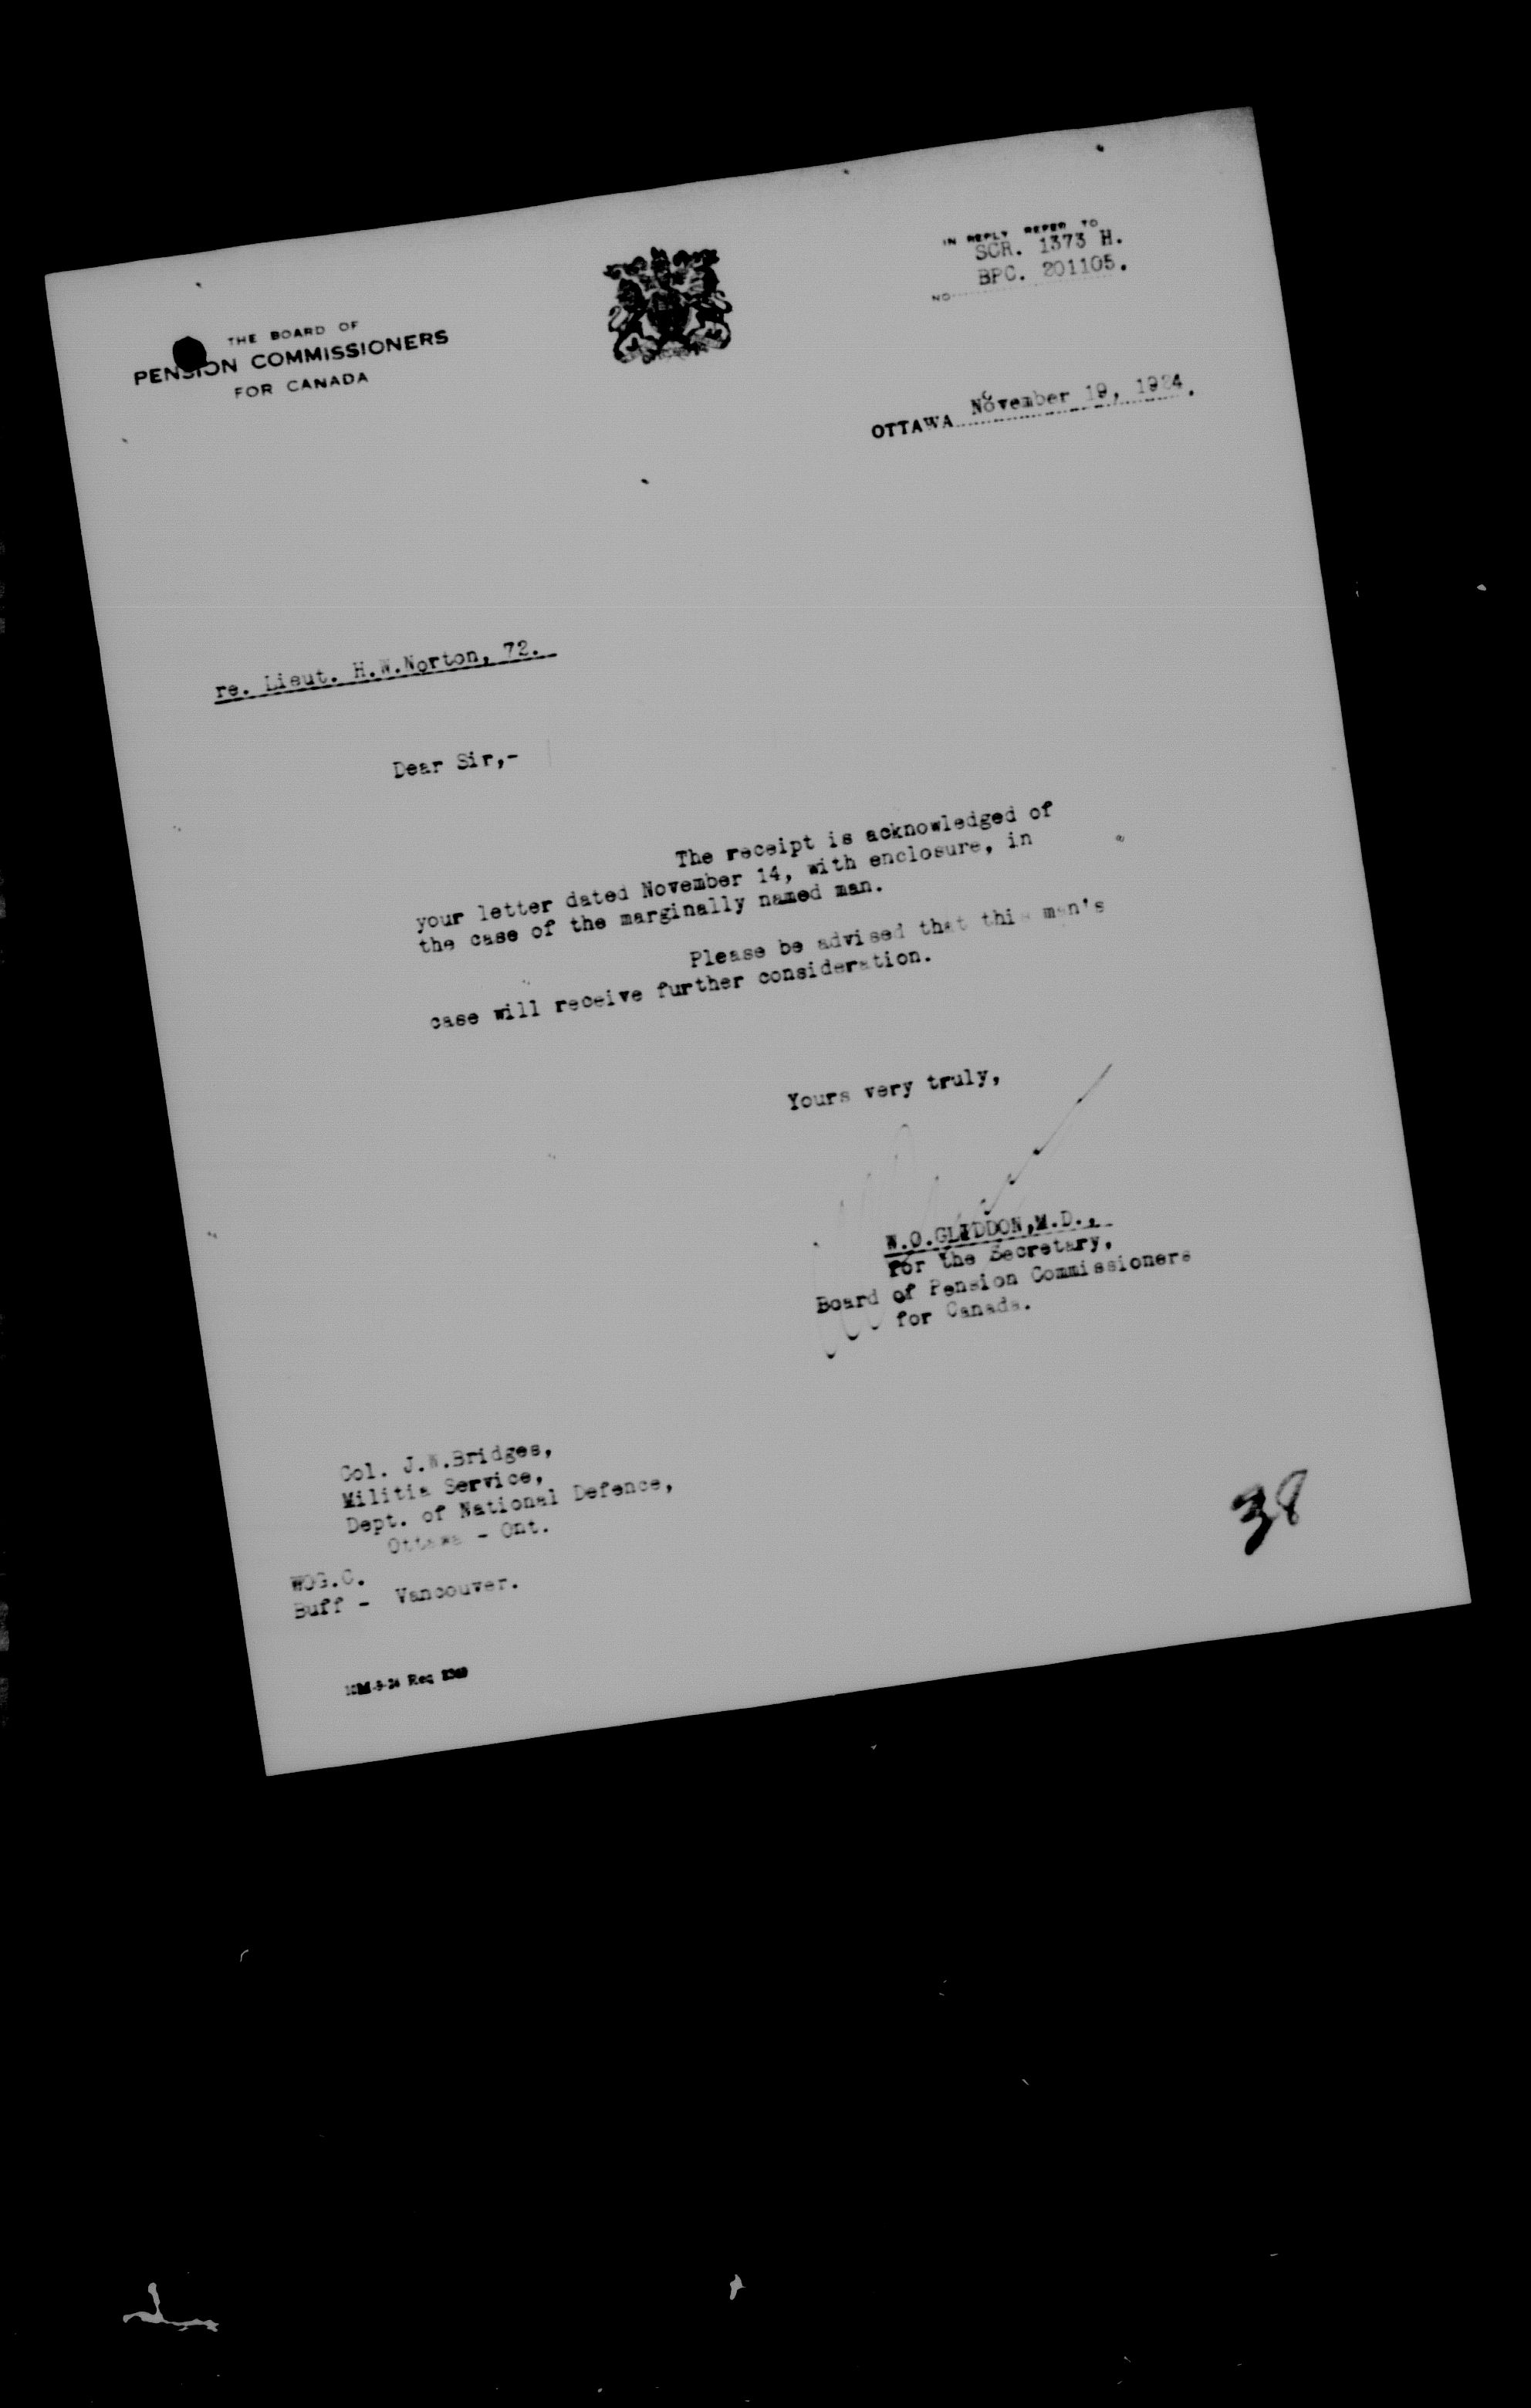 IN REPLY REFER TO
SCR. 1373 H.
BPC. 201105.
NO
THE BOARD OF
PENSION COMMISSIONERS
FOR CANADA
OTTAWA November 19, 1924.
re. Lieut. H.W.Norton, 72.
Dear Sir,-
The receipt is acknowledged of
your letter dated November 14, with enclosure, in
the case of the marginally named man.
Please be advised that this man's
case will receive further consideration.
Yours very truly,
W.O.GLIDDON,M.D.,
for the Secretary,
Board of Pension Commissioners
for Canada.
Col. J.W.Bridges,
Militia Service,
Dept. of National Defence,
Ottawa - Ont.
WOG.C.
Buff - Vancouver.
Req
38